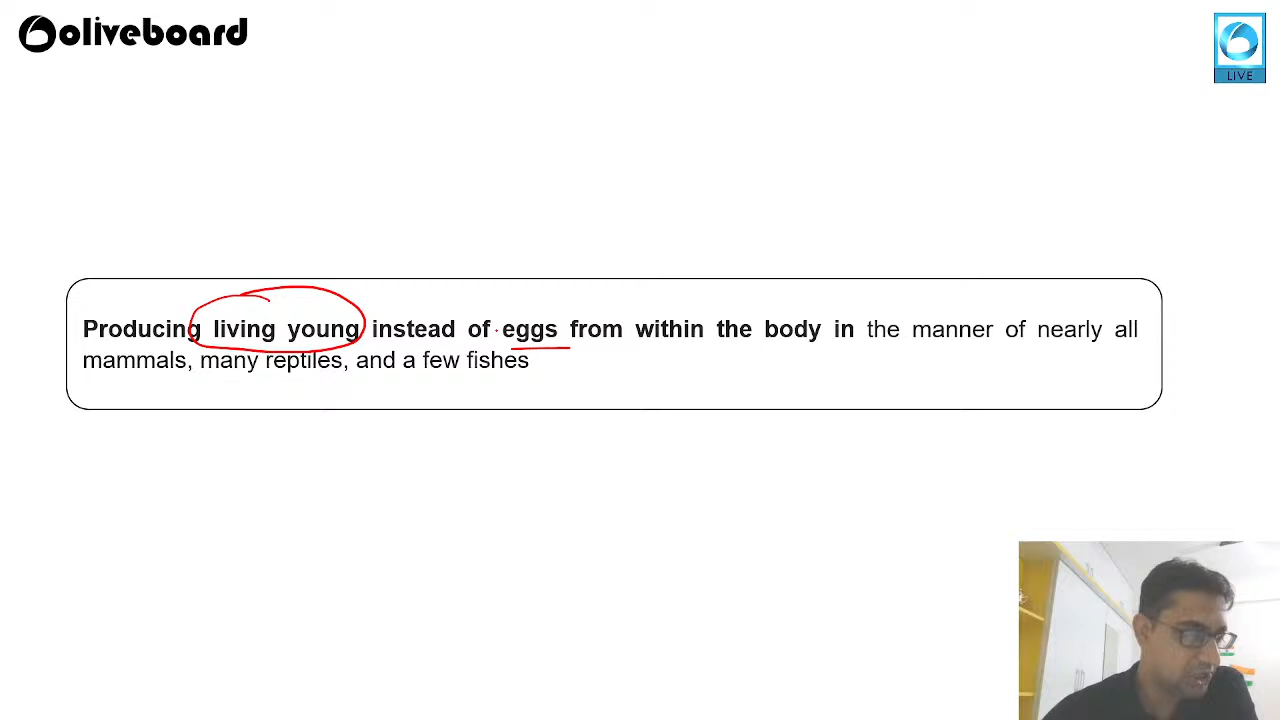 oliveboard
LIVE
Producing living young instead of eggs from within the body in the manner of nearly all
mammals, many reptiles, and a few fishes